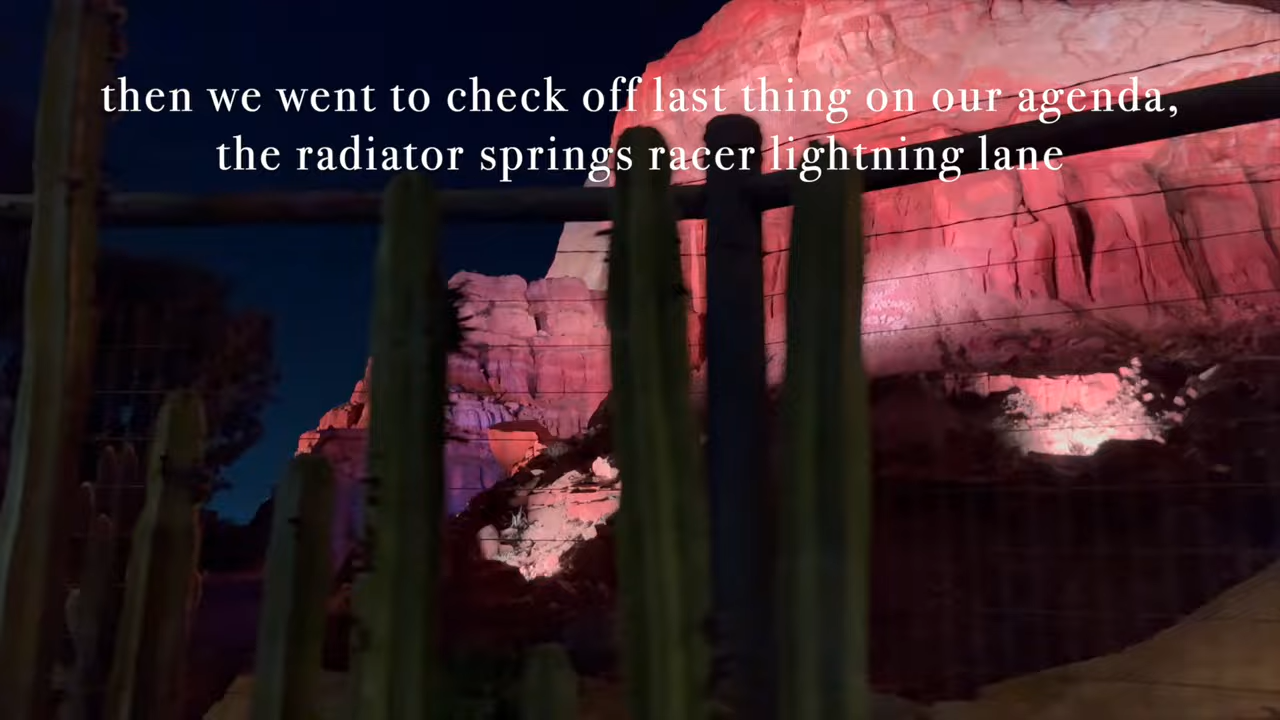 then we went to check off last thing on our agenda,
the radiator springs racer lightning lane